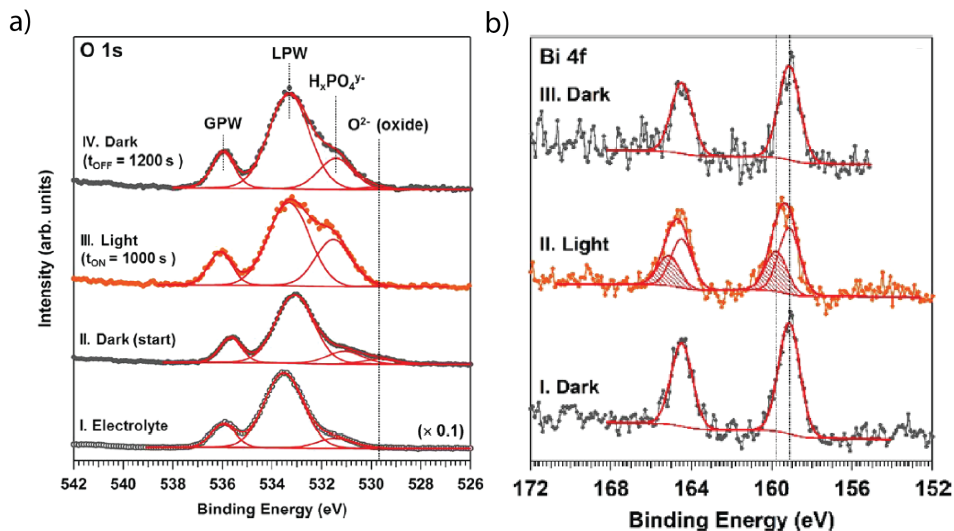 a)
O 1s
LPW
HₓPO₄ʸ⁻
GPW
O²⁻ (oxide)
IV. Dark
(tOFF = 1200 s)
III. Light
(tON = 1000 s)
II. Dark (start)
I. Electrolyte
(× 0.1)
Intensity (arb. units)
542 540 538 536 534 532 530 528 526
Binding Energy (eV)
b)
Bi 4f
III. Dark
II. Light
I. Dark
172 168 164 160 156 152
Binding Energy (eV)